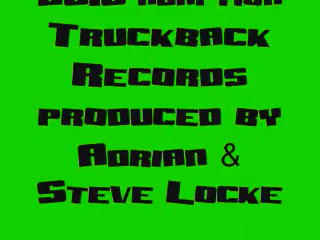 Truckback
Records
produced by
Adrian &
Steve Locke